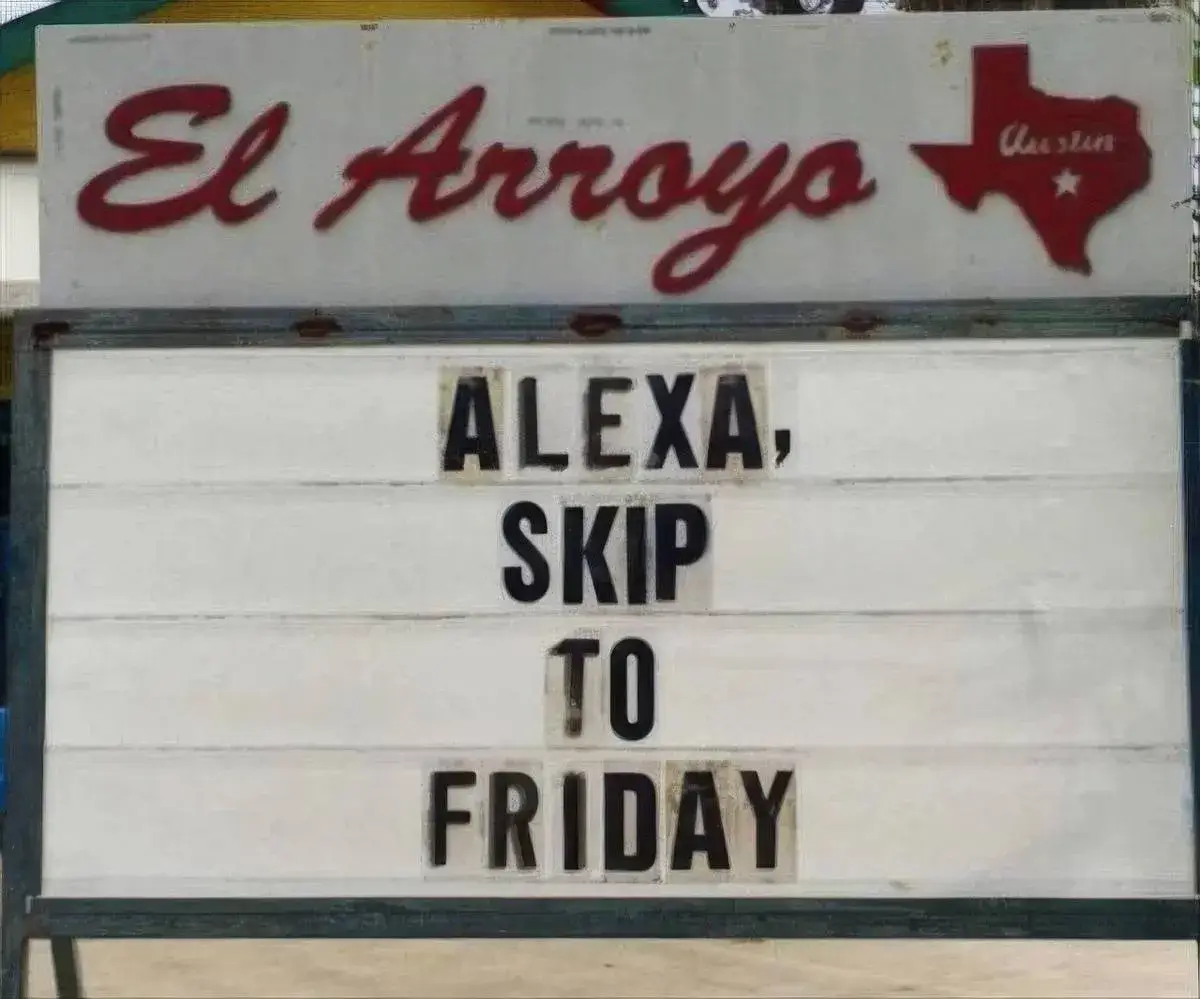 El Arroyo
Austin
ALEXA,
SKIP
TO
FRIDAY